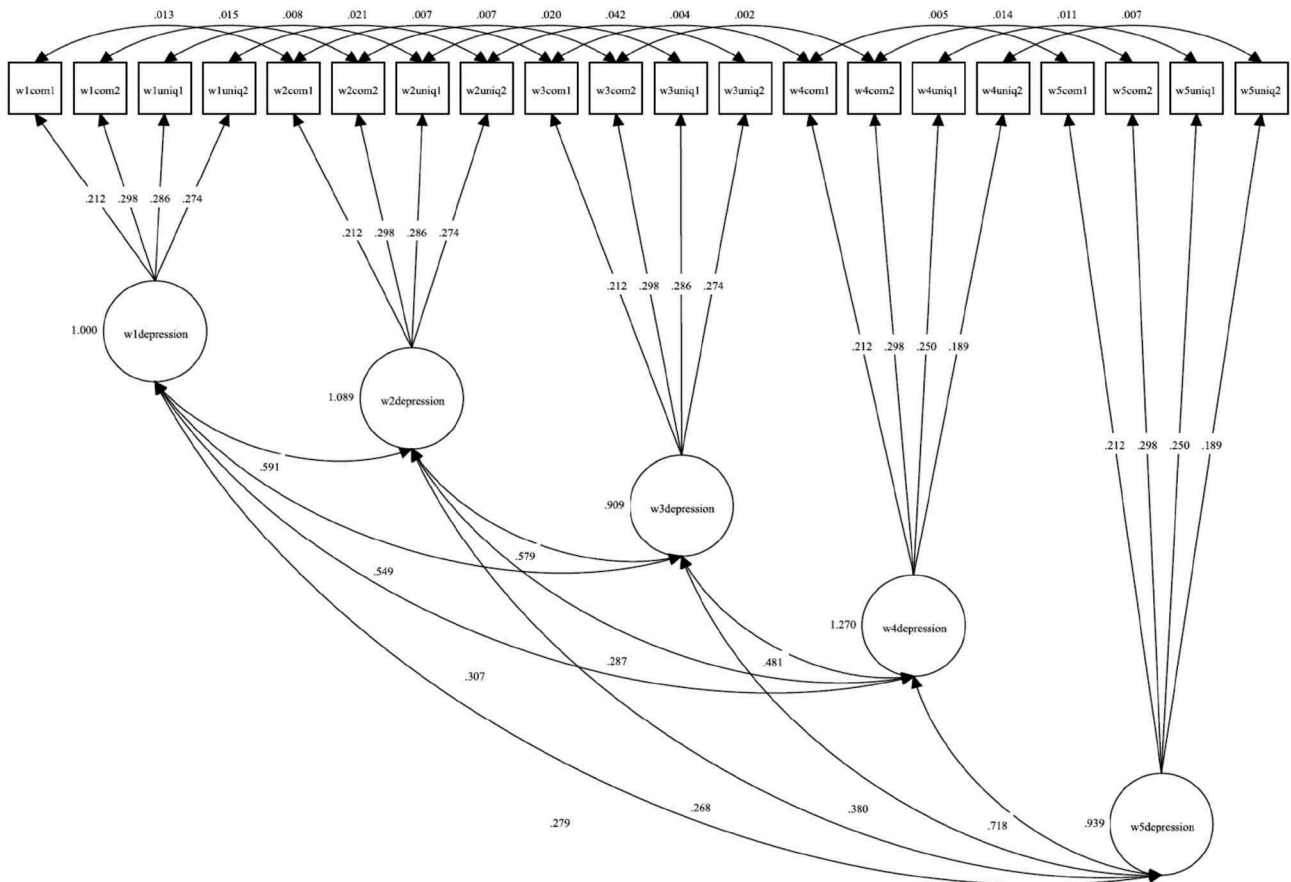 .013 .015 .008 .021 .007 .007 .020 .042 .004 .002 .005 .014 .011 .007
w1com1 w1com2 w1uniq1 w1uniq2 w2com1 w2com2 w2uniq1 w2uniq2 w3com1 w3com2 w3uniq1 w3uniq2 w4com1 w4com2 w4uniq1 w4uniq2 w5com1 w5com2 w5uniq1 w5uniq2
.212 .298 .286 .274
.212 .298 .286 .274
.212 .298 .286 .274
1.000 w1depression
.212 .298 .250 .189
1.089 w2depression
.212 .298 .250 .189
.591
.909 w3depression
.579
.549
1.270 w4depression
.287 .481
.307
.268 .380
.279 .718 .939 w5depression